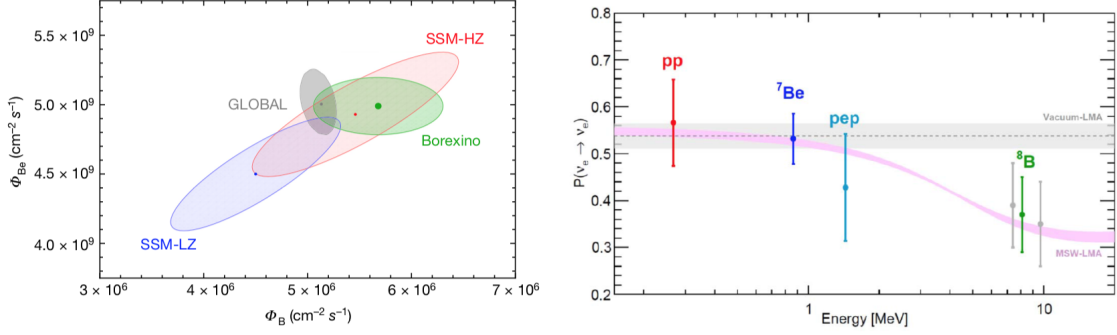 5.5 × 10⁹
5.0 × 10⁹
4.5 × 10⁹
4.0 × 10⁹
Φ_Be (cm⁻² s⁻¹)
SSM-HZ
GLOBAL
Borexino
SSM-LZ
3 × 10⁶ 4 × 10⁶ 5 × 10⁶ 6 × 10⁶ 7 × 10⁶
Φ_B (cm⁻² s⁻¹)
0.8
0.7
0.6
0.5
0.4
0.3
0.2
P(νₑ → νₑ)
pp
⁷Be
pep
Vacuum-LMA
⁸B
MSW-LMA
1 10
Energy [MeV]